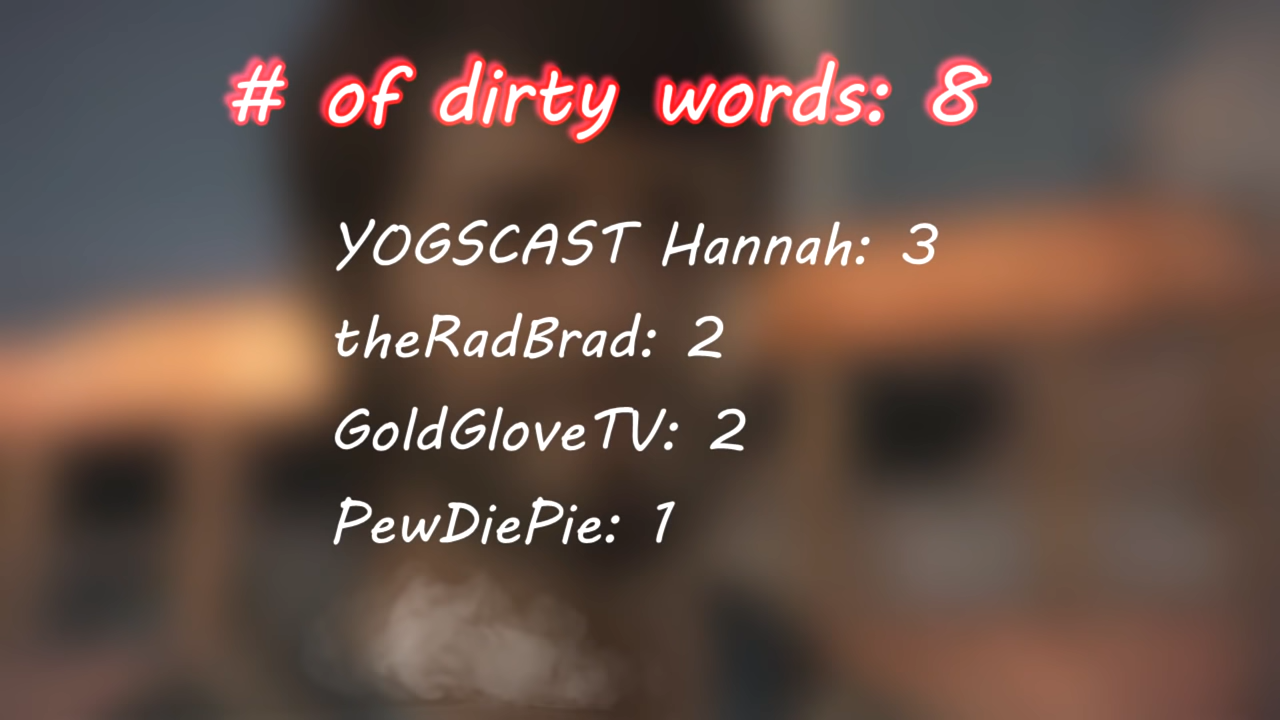 # of dirty words: 8
YOGSCAST Hannah: 3
theRadBrad: 2
GoldGloveTV: 2
PewDiePie: 1